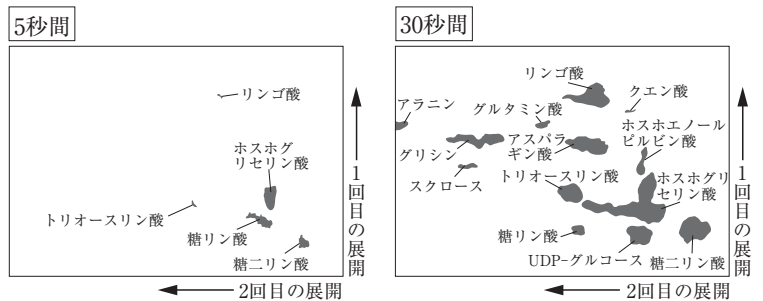 5秒間
リンゴ酸
ホスホグ
リセリン酸
トリオースリン酸
糖リン酸
糖二リン酸
1回目の展開
2回目の展開
30秒間
リンゴ酸
クエン酸
アラニン
グルタミン酸
ホスホエノール
ピルビン酸
グリシン
アスパラ
ギン酸
スクロース
トリオースリン酸
ホスホグリ
セリン酸
糖リン酸
UDP-グルコース
糖二リン酸
1回目の展開
2回目の展開